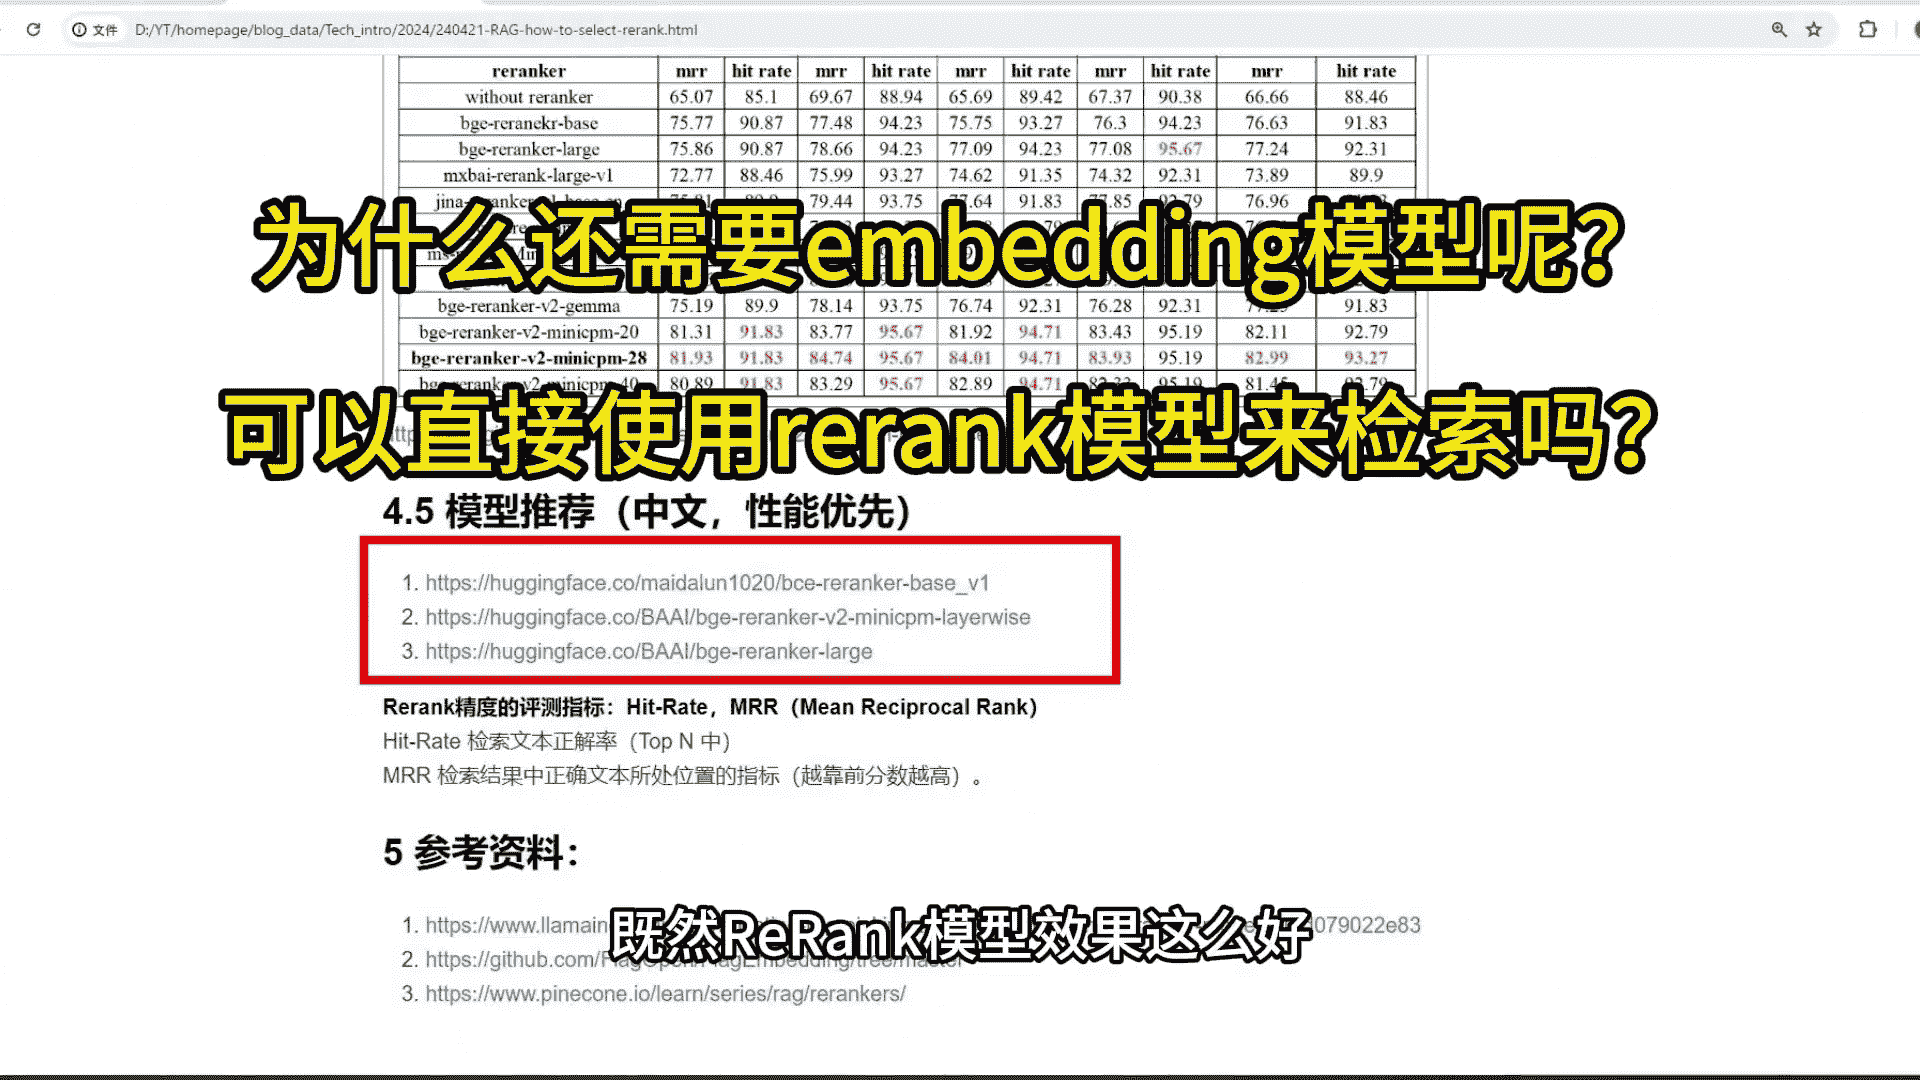 文件 D:/YT/homepage/blog_data/Tech_intro/2024/240421-RAG-how-to-select-rerank.html
reranker mrr hit rate mrr hit rate mrr hit rate mrr hit rate mrr hit rate
without reranker 65.07 85.1 69.67 88.94 65.69 89.42 67.37 90.38 66.66 88.46
bge-reranekr-base 75.77 90.87 77.48 94.23 75.75 93.27 76.3 94.23 76.63 91.83
bge-reranker-large 75.86 90.87 78.66 94.23 77.09 94.23 77.08 95.67 77.24 92.31
mxbai-rerank-large-v1 72.77 88.46 75.99 93.27 74.62 91.35 74.32 92.31 73.89 89.9
79.44 93.75 77.64 91.83 77.85 92.79 76.96
为什么还需要embedding模型呢?
bge-reranker-v2-gemma 75.19 89.9 78.14 93.75 76.74 92.31 76.28 92.31 91.83
bge-reranker-v2-minicpm-20 81.31 91.83 83.77 95.67 81.92 94.71 83.43 95.19 82.11 92.79
bge-reranker-v2-minicpm-28 81.93 91.83 84.74 95.67 84.01 94.71 83.93 95.19 82.99 93.27
bge-reranker-v2-minicpm-40 80.89 91.83 83.29 95.67 82.89 94.71 95.19
可以直接使用rerank模型来检索吗?
4.5 模型推荐（中文，性能优先）
1. https://huggingface.co/maidalun1020/bce-reranker-base_v1
2. https://huggingface.co/BAAI/bge-reranker-v2-minicpm-layerwise
3. https://huggingface.co/BAAI/bge-reranker-large
Rerank精度的评测指标：Hit-Rate，MRR（Mean Reciprocal Rank）
Hit-Rate 检索文本正解率（Top N 中）
MRR 检索结果中正确文本所处位置的指标（越靠前分数越高）。
5 参考资料：
1. https://www.llamain 079022e83
既然ReRank模型效果这么好
2. https://github.com/
3. https://www.pinecone.io/learn/series/rag/rerankers/